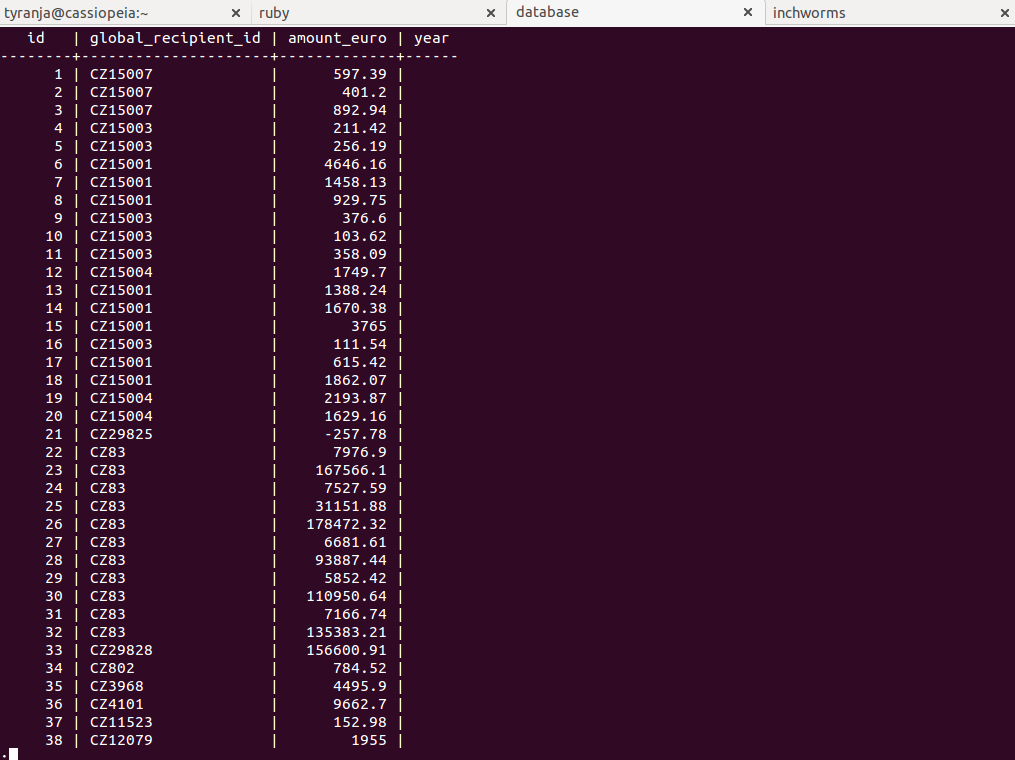 tyranja@cassiopeia:~ × ruby × database × inchworms ×
id | global_recipient_id | amount_euro | year
--------+---------------------+-------------+------
1 | CZ15007 | 597.39 |
2 | CZ15007 | 401.2 |
3 | CZ15007 | 892.94 |
4 | CZ15003 | 211.42 |
5 | CZ15003 | 256.19 |
6 | CZ15001 | 4646.16 |
7 | CZ15001 | 1458.13 |
8 | CZ15001 | 929.75 |
9 | CZ15003 | 376.6 |
10 | CZ15003 | 103.62 |
11 | CZ15003 | 358.09 |
12 | CZ15004 | 1749.7 |
13 | CZ15001 | 1388.24 |
14 | CZ15001 | 1670.38 |
15 | CZ15001 | 3765 |
16 | CZ15003 | 111.54 |
17 | CZ15001 | 615.42 |
18 | CZ15001 | 1862.07 |
19 | CZ15004 | 2193.87 |
20 | CZ15004 | 1629.16 |
21 | CZ29825 | -257.78 |
22 | CZ83 | 7976.9 |
23 | CZ83 | 167566.1 |
24 | CZ83 | 7527.59 |
25 | CZ83 | 31151.88 |
26 | CZ83 | 178472.32 |
27 | CZ83 | 6681.61 |
28 | CZ83 | 93887.44 |
29 | CZ83 | 5852.42 |
30 | CZ83 | 110950.64 |
31 | CZ83 | 7166.74 |
32 | CZ83 | 135383.21 |
33 | CZ29828 | 156600.91 |
34 | CZ802 | 784.52 |
35 | CZ3968 | 4495.9 |
36 | CZ4101 | 9662.7 |
37 | CZ11523 | 152.98 |
38 | CZ12079 | 1955 |
.